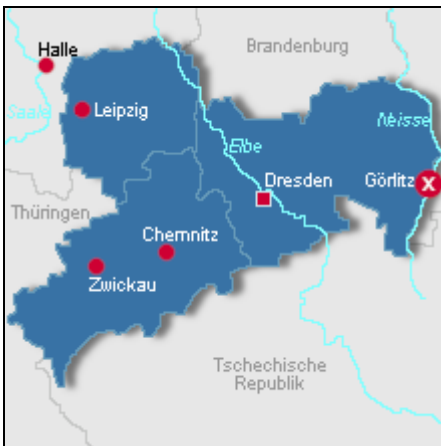 Halle
Brandenburg
Saale
Leipzig
Neisse
Elbe
Dresden
Görlitz
X
Thüringen
Chemnitz
Zwickau
Tschechische
Republik